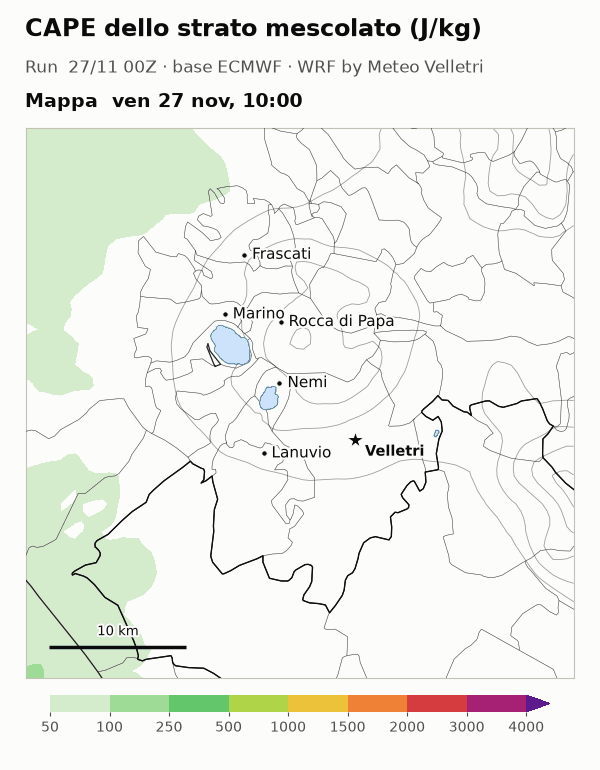 CAPE dello strato mescolato (J/kg)
Run  27/11 00Z · base ECMWF · WRF by Meteo Velletri
Mappa  ven 27 nov, 10:00
Frascati
Marino
Rocca di Papa
Nemi
Velletri
Lanuvio
10 km
50 100 250 500 1000 1500 2000 3000 4000